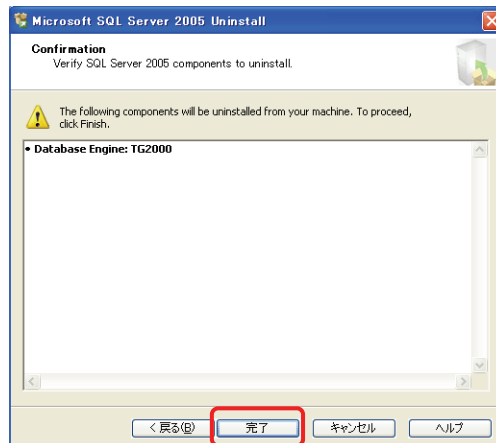 Microsoft SQL Server 2005 Uninstall
Confirmation
Verify SQL Server 2005 components to uninstall.
The following components will be uninstalled from your machine. To proceed,
click Finish.
• Database Engine: TG2000
< 戻る(B)
完了
キャンセル
ヘルプ